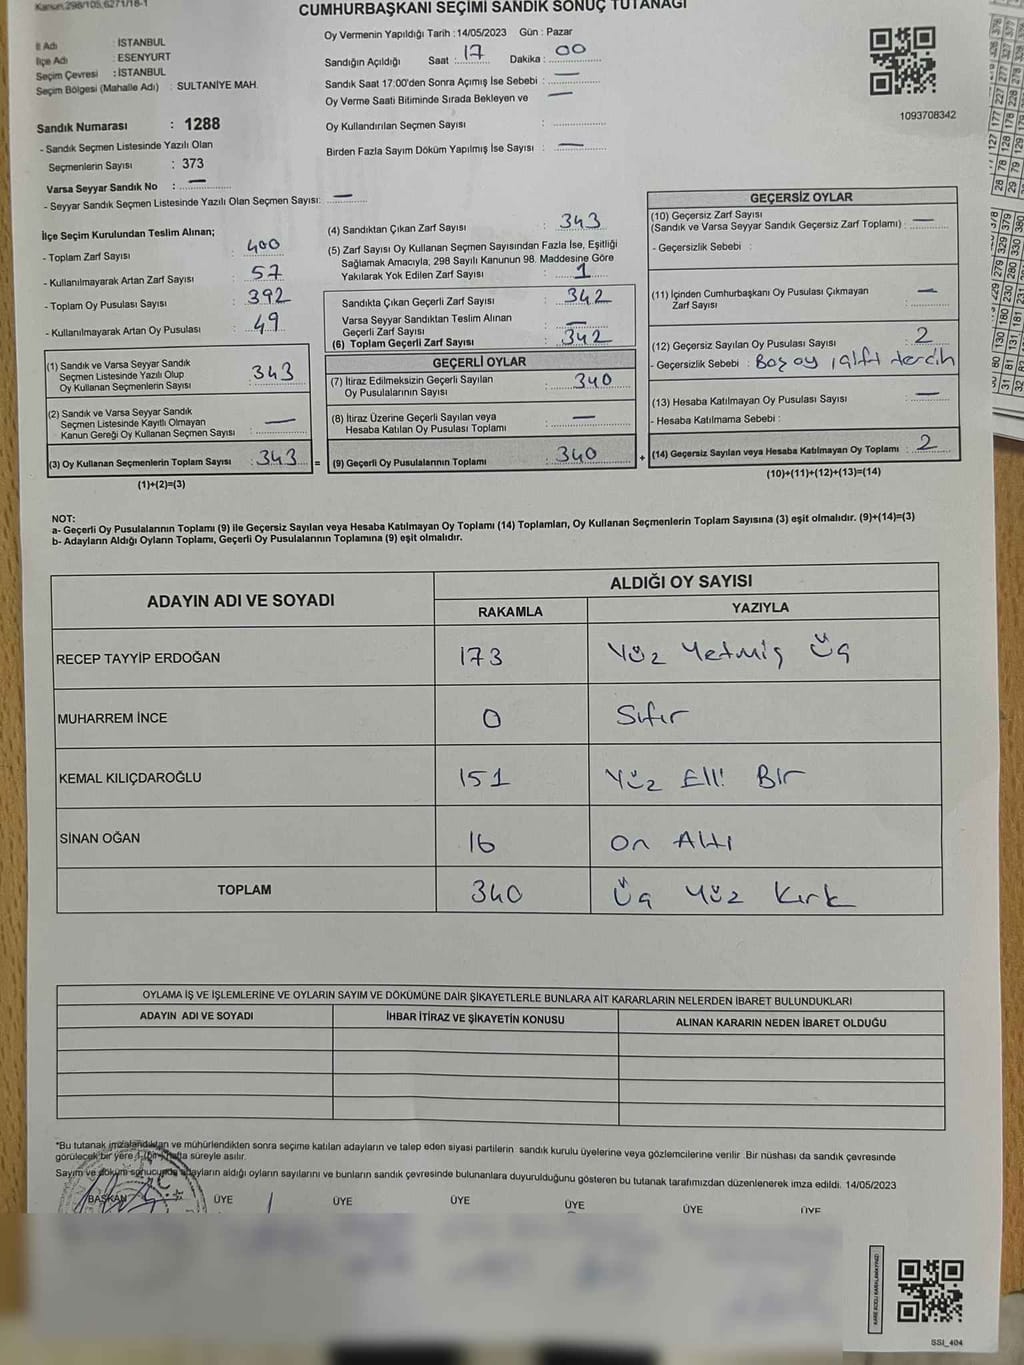 Kanun,298/105,6271/18-1
CUMHURBAŞKANI SEÇİMİ SANDIK SONUÇ TUTANAĞI
İl Adı : İSTANBUL
İlçe Adı : ESENYURT
Seçim Çevresi : İSTANBUL
Seçim Bölgesi (Mahalle Adı) : SULTANİYE MAH.
Oy Vermenin Yapıldığı Tarih : 14/05/2023 Gün : Pazar
Sandığın Açıldığı Saat : 17 Dakika : 00
Sandık Saat 17:00'den Sonra Açımış İse Sebebi : —
Oy Verme Saati Bitiminde Sırada Bekleyen ve —
Oy Kullandırılan Seçmen Sayısı :
Birden Fazla Sayım Döküm Yapılmış İse Sayısı : —
1093708342
Sandık Numarası : 1288
- Sandık Seçmen Listesinde Yazılı Olan
Seçmenlerin Sayısı : 373
Varsa Seyyar Sandık No : —
- Seyyar Sandık Seçmen Listesinde Yazılı Olan Seçmen Sayısı: —
İlçe Seçim Kurulundan Teslim Alınan;
- Toplam Zarf Sayısı : 400
- Kullanılmayarak Artan Zarf Sayısı : 57
- Toplam Oy Pusulası Sayısı : 392
- Kullanılmayarak Artan Oy Pusulası : 49
(1) Sandık ve Varsa Seyyar Sandık
Seçmen Listesinde Yazılı Olup
Oy Kullanan Seçmenlerin Sayısı : 343
(2) Sandık ve Varsa Seyyar Sandık
Seçmen Listesinde Kayıtlı Olmayan
Kanun Gereği Oy Kullanan Seçmen Sayısı : —
(3) Oy Kullanan Seçmenlerin Toplam Sayısı : 343 =
(1)+(2)=(3)
(4) Sandıktan Çıkan Zarf Sayısı : 343
(5) Zarf Sayısı Oy Kullanan Seçmen Sayısından Fazla İse, Eşitliği
Sağlamak Amacıyla, 298 Sayılı Kanunun 98. Maddesine Göre
Yakılarak Yok Edilen Zarf Sayısı : 1
Sandıkta Çıkan Geçerli Zarf Sayısı : 342
Varsa Seyyar Sandıktan Teslim Alınan
Geçerli Zarf Sayısı : —
(6) Toplam Geçerli Zarf Sayısı : 342
GEÇERLİ OYLAR
(7) İtiraz Edilmeksizin Geçerli Sayılan
Oy Pusulalarının Sayısı : 340
(8) İtiraz Üzerine Geçerli Sayılan veya
Hesaba Katılan Oy Pusulası Toplamı : —
(9) Geçerli Oy Pusulalarının Toplamı : 340 +
GEÇERSİZ OYLAR
(10) Geçersiz Zarf Sayısı
(Sandık ve Varsa Seyyar Sandık Geçersiz Zarf Toplamı) : —
- Geçersizlik Sebebi :
(11) İçinden Cumhurbaşkanı Oy Pusulası Çıkmayan
Zarf Sayısı : —
(12) Geçersiz Sayılan Oy Pusulası Sayısı : 2
- Geçersizlik Sebebi : Boş oy, çift tercih
(13) Hesaba Katılmayan Oy Pusulası Sayısı : —
- Hesaba Katılmama Sebebi :
(14) Geçersiz Sayılan veya Hesaba Katılmayan Oy Toplamı : 2
(10)+(11)+(12)+(13)=(14)
NOT:
a- Geçerli Oy Pusulalarının Toplamı (9) ile Geçersiz Sayılan veya Hesaba Katılmayan Oy Toplamı (14) Toplamları, Oy Kullanan Seçmenlerin Toplam Sayısına (3) eşit olmalıdır. (9)+(14)=(3)
b- Adayların Aldığı Oyların Toplamı, Geçerli Oy Pusulalarının Toplamına (9) eşit olmalıdır.
ADAYIN ADI VE SOYADI ALDIĞI OY SAYISI
RAKAMLA YAZIYLA
RECEP TAYYİP ERDOĞAN 173 Yüz Yetmiş Üç
MUHARREM İNCE 0 Sıfır
KEMAL KILIÇDAROĞLU 151 Yüz Elli Bir
SİNAN OĞAN 16 On Altı
TOPLAM 340 Üç Yüz Kırk
OYLAMA İŞ VE İŞLEMLERİNE VE OYLARIN SAYIM VE DÖKÜMÜNE DAİR ŞİKAYETLERLE BUNLARA AİT KARARLARIN NELERDEN İBARET BULUNDUKLARI
ADAYIN ADI VE SOYADI İHBAR İTİRAZ VE ŞİKAYETİN KONUSU ALINAN KARARIN NEDEN İBARET OLDUĞU
*Bu tutanak imzalandıktan ve mühürlendikten sonra seçime katılan adayların ve talep eden siyasi partilerin sandık kurulu üyelerine veya gözlemcilerine verilir .Bir nüshası da sandık çevresinde
görülecek bir yere 1 (bir) hafta süreyle asılır.
Sayım ve döküm sonucunda adayların aldığı oyların sayılarını ve bunların sandık çevresinde bulunanlara duyurulduğunu gösteren bu tutanak tarafımızdan düzenlenerek imza edildi. 14/05/2023
BAŞKAN ÜYE ÜYE ÜYE ÜYE ÜYE ÜYE
SSI_404